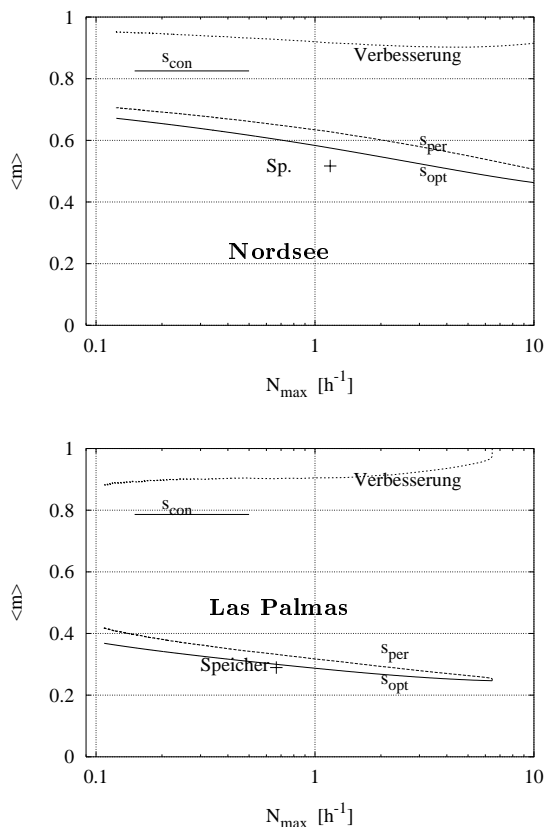 1
s_con
Verbesserung
0.8
s_per
0.6
<m>
Sp.
s_opt
0.4
Nordsee
0.2
0
0.1 1 10
N_max [h^-1]
1
Verbesserung
s_con
0.8
0.6
<m>
Las Palmas
0.4
s_per
Speicher
s_opt
0.2
0
0.1 1 10
N_max [h^-1]